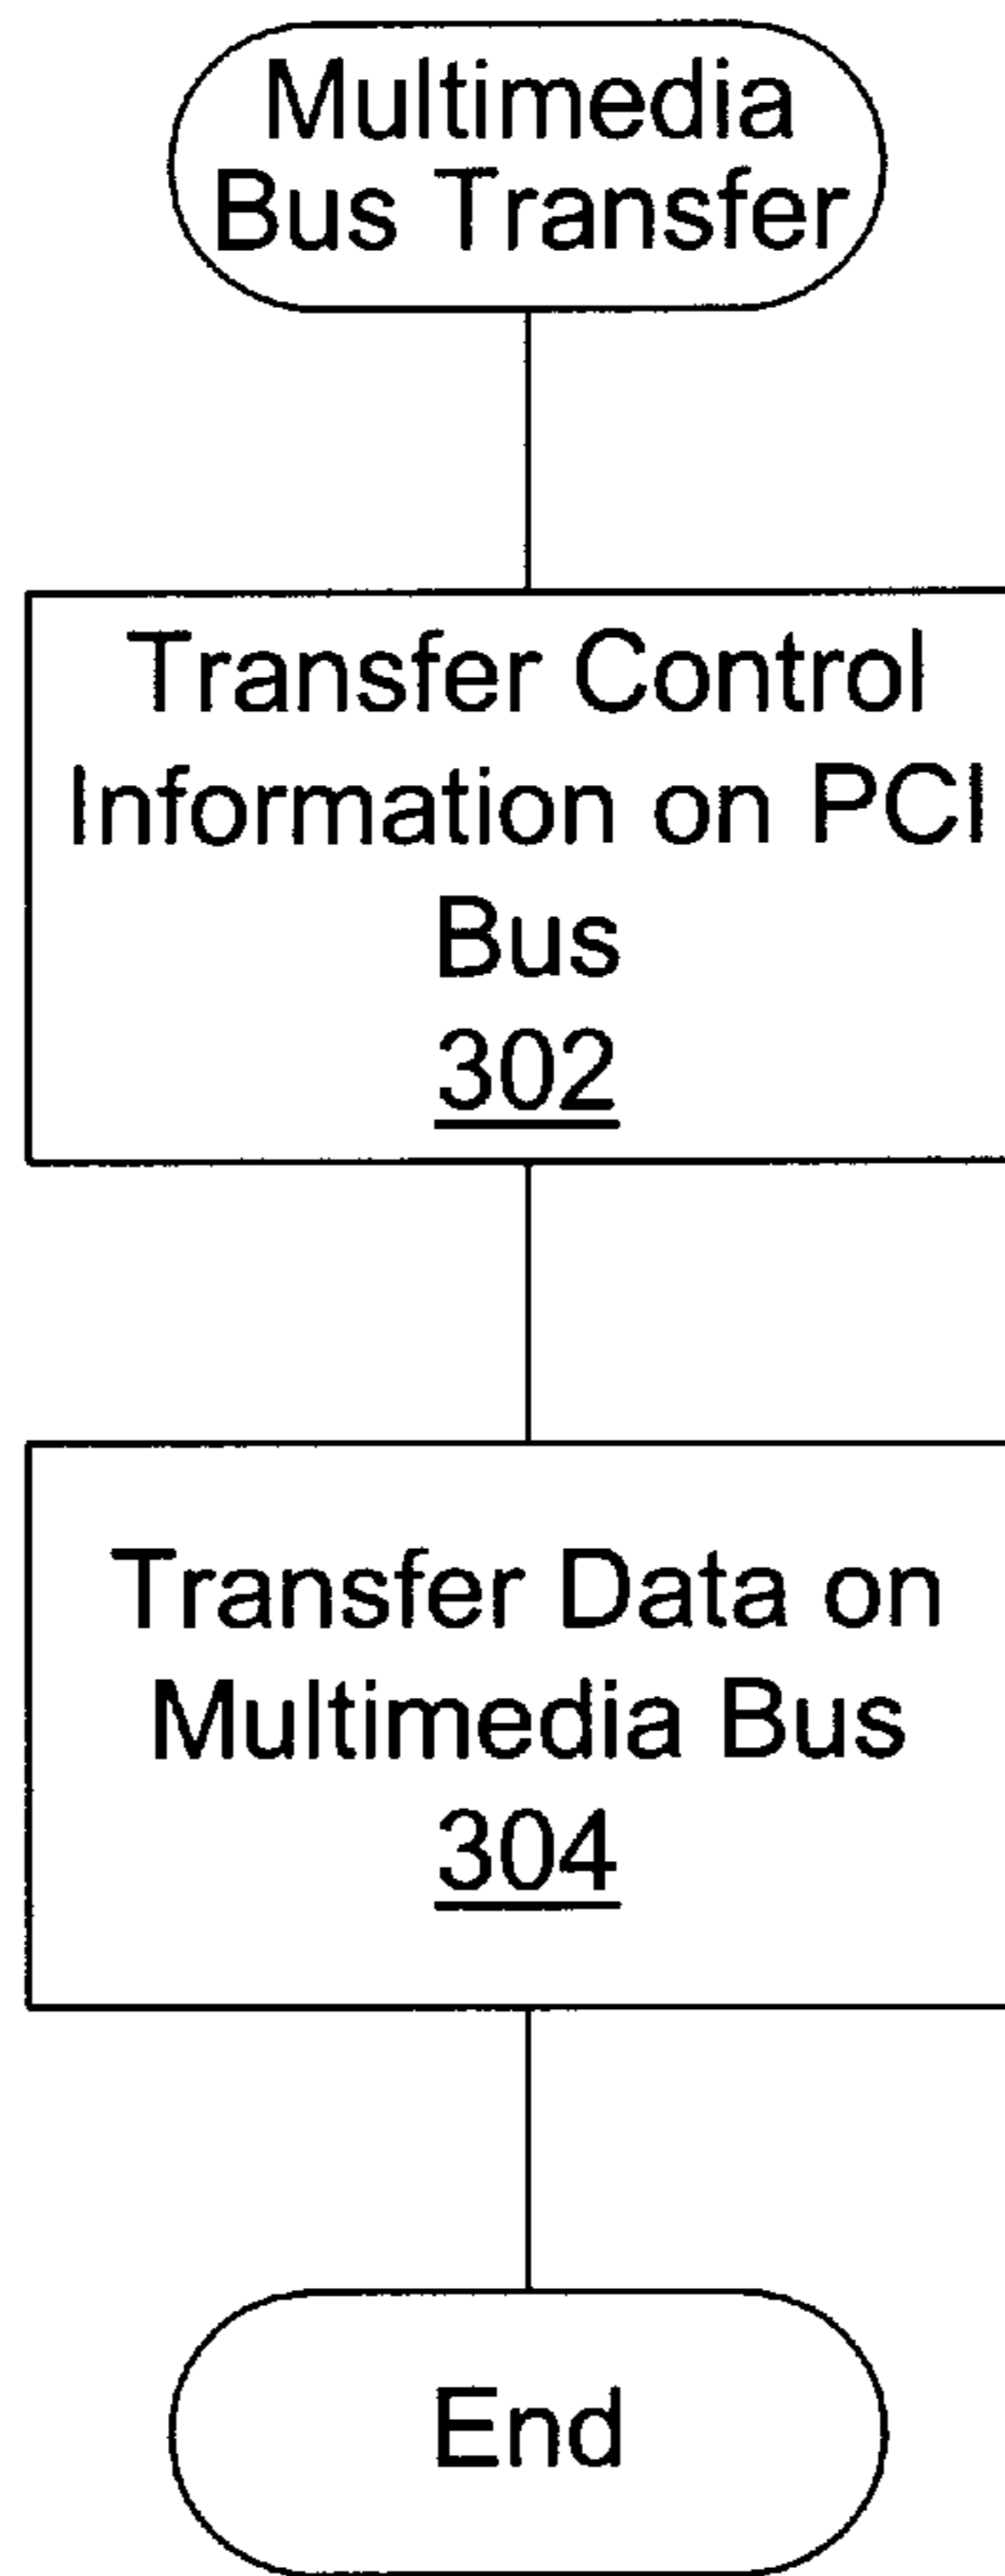 Multimedia
Bus Transfer
Transfer Control
Information on PCI
Bus
302
Transfer Data on
Multimedia Bus
304
End